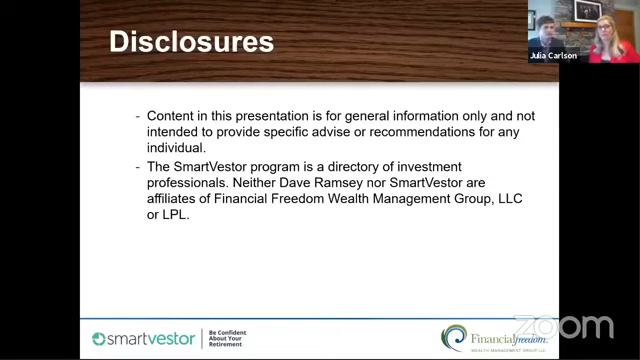 Disclosures
Julia Carlson
- Content in this presentation is for general information only and not
intended to provide specific advise or recommendations for any
individual.
- The SmartVestor program is a directory of investment
professionals. Neither Dave Ramsey nor SmartVestor are
affiliates of Financial Freedom Wealth Management Group, LLC
or LPL.
smartvestor
Be Confident
About Your
Retirement
Financialfreedom
WEALTH MANAGEMENT GROUP LLC
zoom